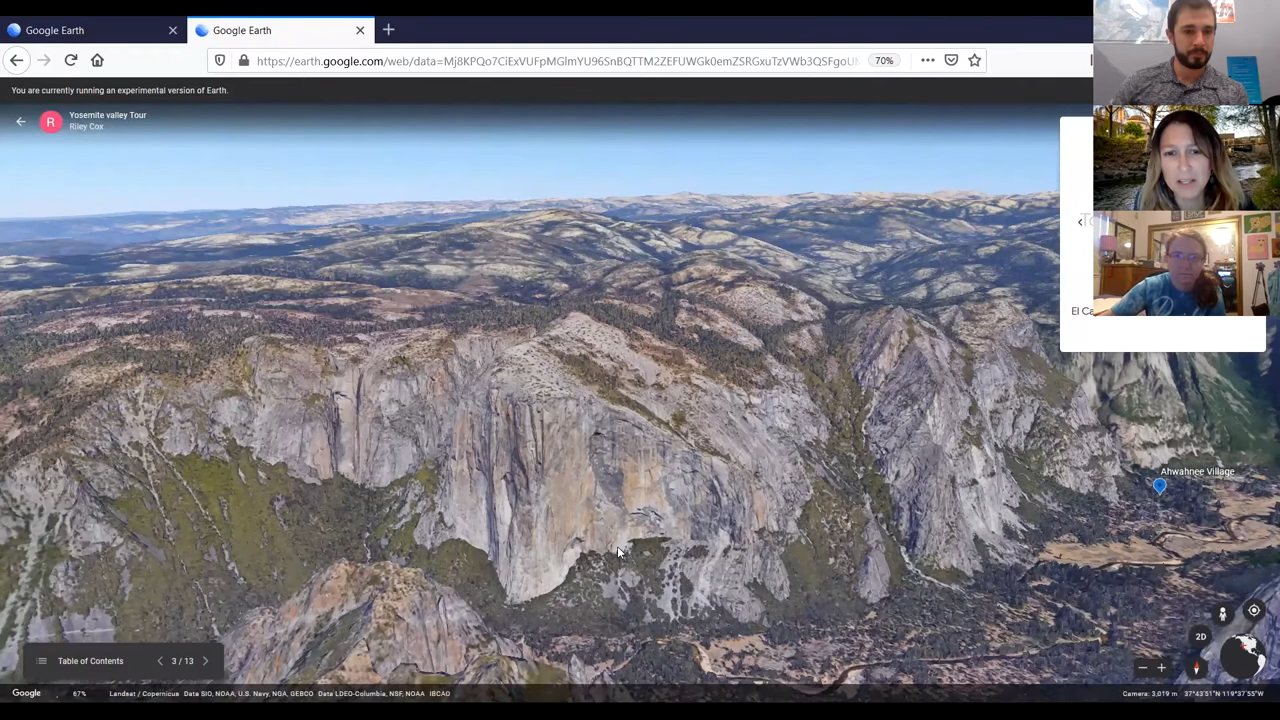 Google Earth
Google Earth
https://earth.google.com/web/data=Mj8KPQo7CiExVUFpMGlmYU96SnBQTTM2ZEFUWGk0emZSRGxuTzVWb3QSFgoUM
70%
You are currently running an experimental version of Earth.
R
Yosemite valley Tour
Riley Cox
El Ca
Ahwahnee Village
Table of Contents
3 / 13
2D
Google
67%
Landsat / Copernicus Data SIO, NOAA, U.S. Navy, NGA, GEBCO Data LDEO-Columbia, NSF, NOAA IBCAO
Camera: 3,019 m 37°43'51"N 119°37'55"W